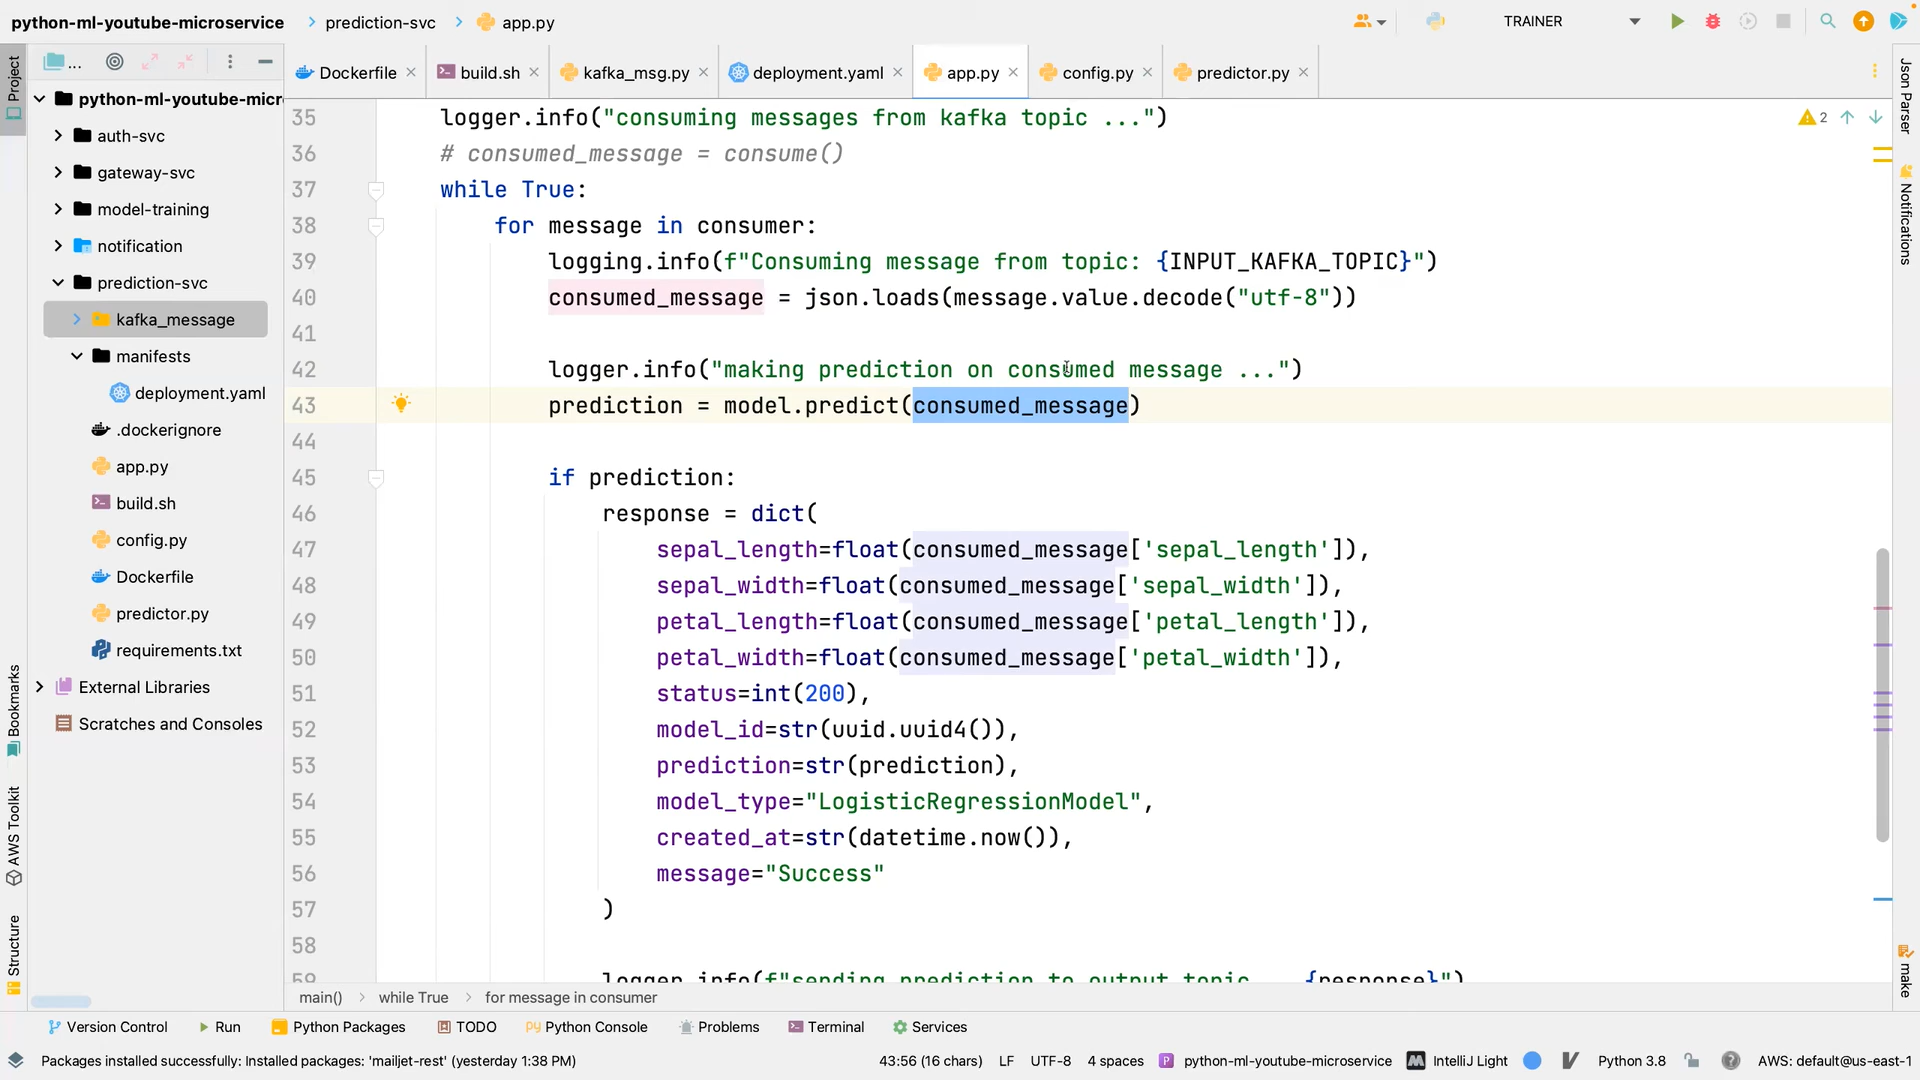 python-ml-youtube-microservice
prediction-svc
app.py
TRAINER
Project
...
Dockerfile
build.sh
kafka_msg.py
deployment.yaml
app.py
config.py
predictor.py
python-ml-youtube-micr
auth-svc
gateway-svc
model-training
notification
prediction-svc
kafka_message
manifests
deployment.yaml
.dockerignore
app.py
build.sh
config.py
Dockerfile
predictor.py
requirements.txt
External Libraries
Scratches and Consoles
Bookmarks
AWS Toolkit
Structure
35 logger.info("consuming messages from kafka topic ...")
36 # consumed_message = consume()
37 while True:
38 for message in consumer:
39 logging.info(f"Consuming message from topic: {INPUT_KAFKA_TOPIC}")
40 consumed_message = json.loads(message.value.decode("utf-8"))
41
42 logger.info("making prediction on consumed message ...")
43 prediction = model.predict(consumed_message)
44
45 if prediction:
46 response = dict(
47 sepal_length=float(consumed_message['sepal_length']),
48 sepal_width=float(consumed_message['sepal_width']),
49 petal_length=float(consumed_message['petal_length']),
50 petal_width=float(consumed_message['petal_width']),
51 status=int(200),
52 model_id=str(uuid.uuid4()),
53 prediction=str(prediction),
54 model_type="LogisticRegressionModel",
55 created_at=str(datetime.now()),
56 message="Success"
57 )
58
59 logger.info(f"sending prediction to output topic ... {response}")
2
Json Parser
Notifications
make
main()
while True
for message in consumer
Version Control
Run
Python Packages
TODO
Python Console
Problems
Terminal
Services
Packages installed successfully: Installed packages: 'mailjet-rest' (yesterday 1:38 PM)
43:56 (16 chars)
LF
UTF-8
4 spaces
python-ml-youtube-microservice
IntelliJ Light
Python 3.8
AWS: default@us-east-1